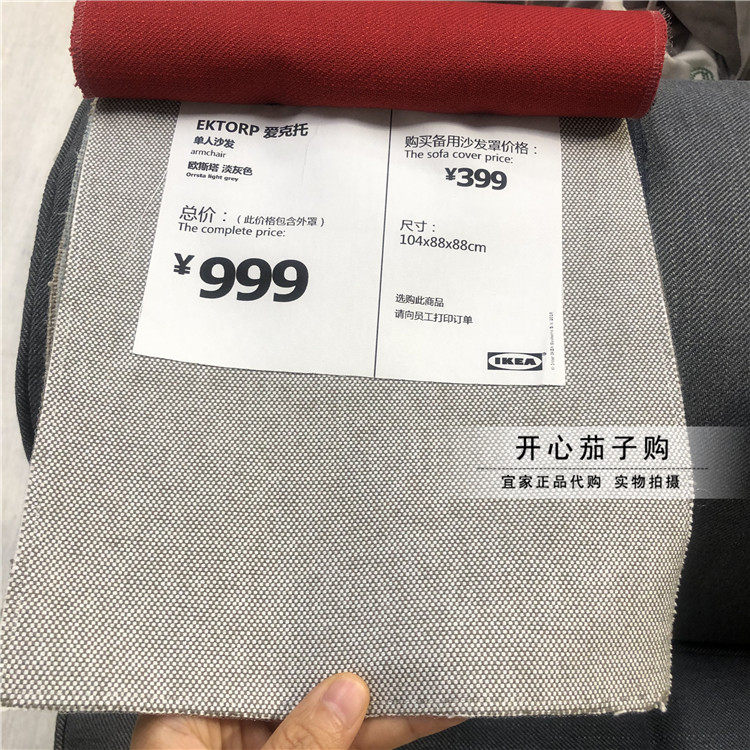 EKTORP 爱克托
单人沙发
armchair
欧斯塔 淡灰色
Orrsta light grey
总价：（此价格包含外罩）
The complete price:
¥999
购买备用沙发罩价格：
The sofa cover price:
¥399
尺寸：
104x88x88cm
选购此商品
请向员工打印订单
IKEA
开心茄子购
宜家正品代购 实物拍摄